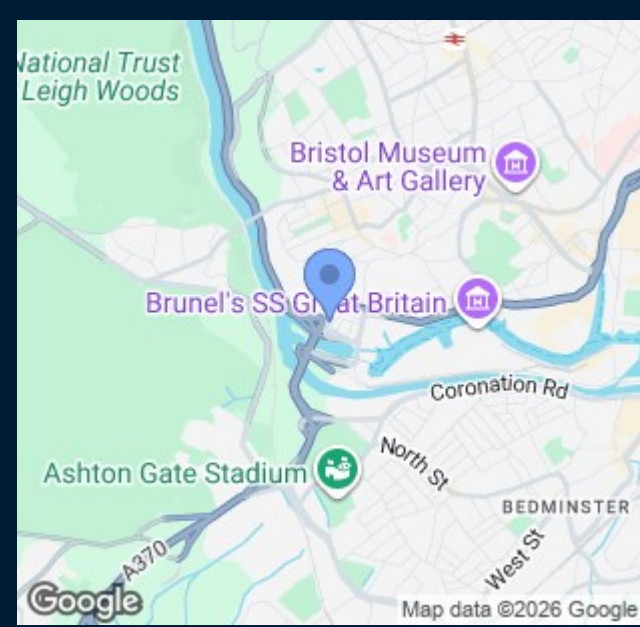 National Trust
Leigh Woods
Bristol Museum
& Art Gallery
Brunel's SS Great Britain
Coronation Rd
North St
Ashton Gate Stadium
BEDMINSTER
West St
A370
Google
Map data ©2026 Google